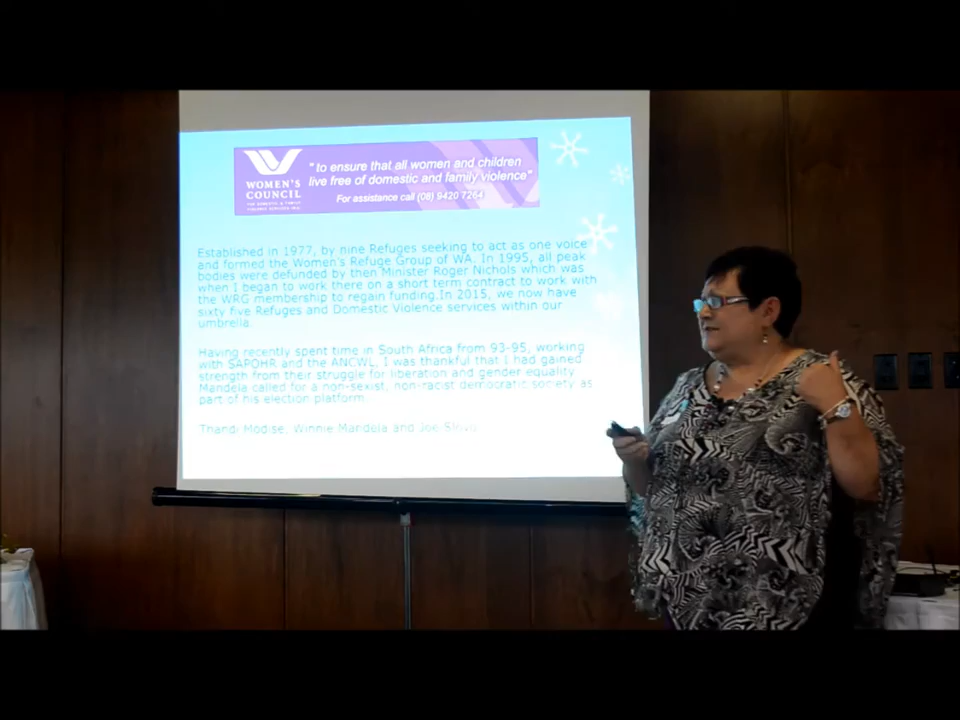 WOMEN'S
COUNCIL
FOR DOMESTIC & FAMILY
VIOLENCE SERVICES WA
"to ensure that all women and children
live free of domestic and family violence"
For assistance call (08) 9420 7264
Established in 1977, by nine Refuges seeking to act as one voice
and formed the Women's Refuge Group of WA. In 1995, all peak
bodies were defunded by then Minister Roger Nichols which was
when I began to work there on a short term contract to work with
the WRG membership to regain funding.In 2015, we now have
sixty five Refuges and Domestic Violence services within our
umbrella.
Having recently spent time in South Africa from 93-95, working
with SAPOHR and the ANCWL, I was thankful that I had gained
strength from their struggle for liberation and gender equality
Mandela called for a non-sexist, non-racist democratic society as
part of his election platform.
Thandi Modise, Winnie Mandela and Joe Slovo